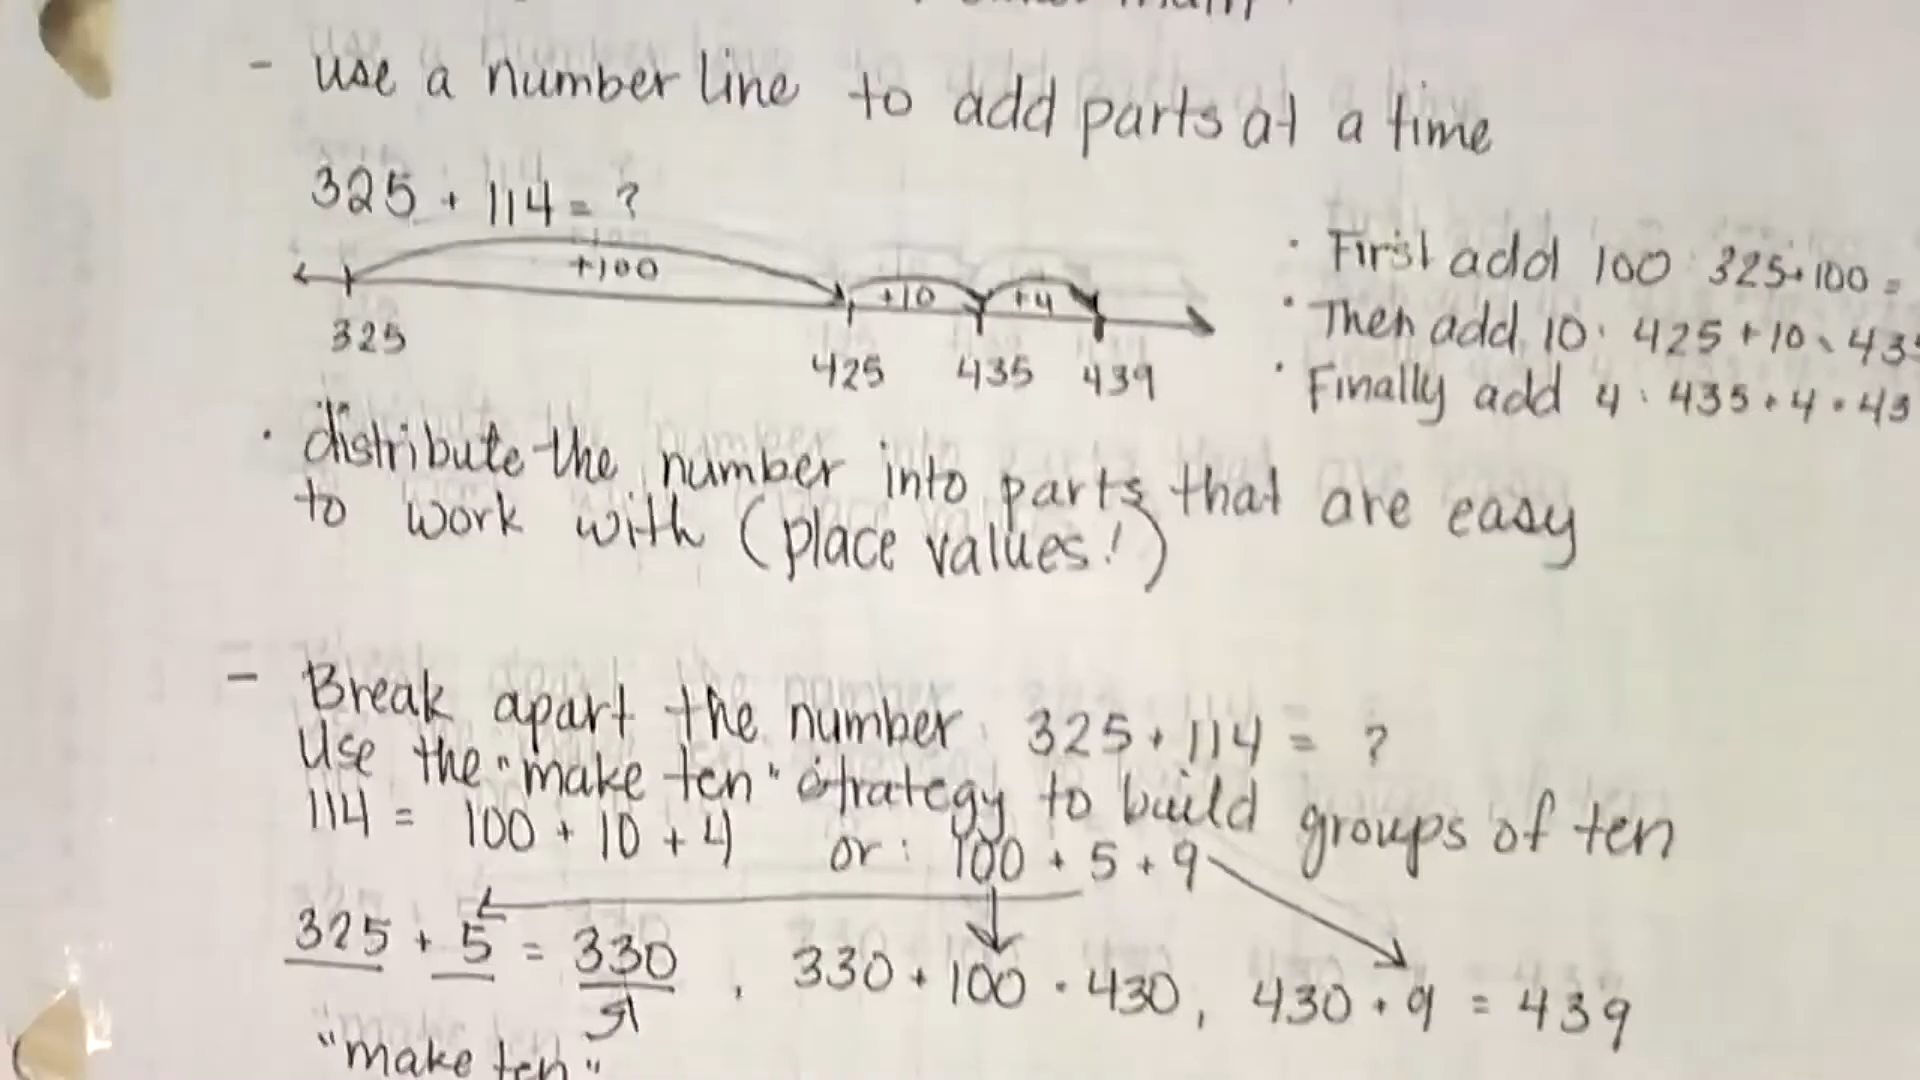 - use a number line to add parts at a time
325 + 114 = ?
+100 +10 +4
325 425 435 439
· First add 100 325+100 =
· Then add 10: 425 + 10 = 43
· Finally add 4: 435 + 4 = 43
· distribute the number into parts that are easy
to work with (place values!)
- Break apart the number 325 + 114 = ?
Use the "make ten" strategy to build groups of ten
114 = 100 + 10 + 4 or: 100 + 5 + 9
325 + 5 = 330, 330 + 100 = 430, 430 + 9 = 439
"make ten"